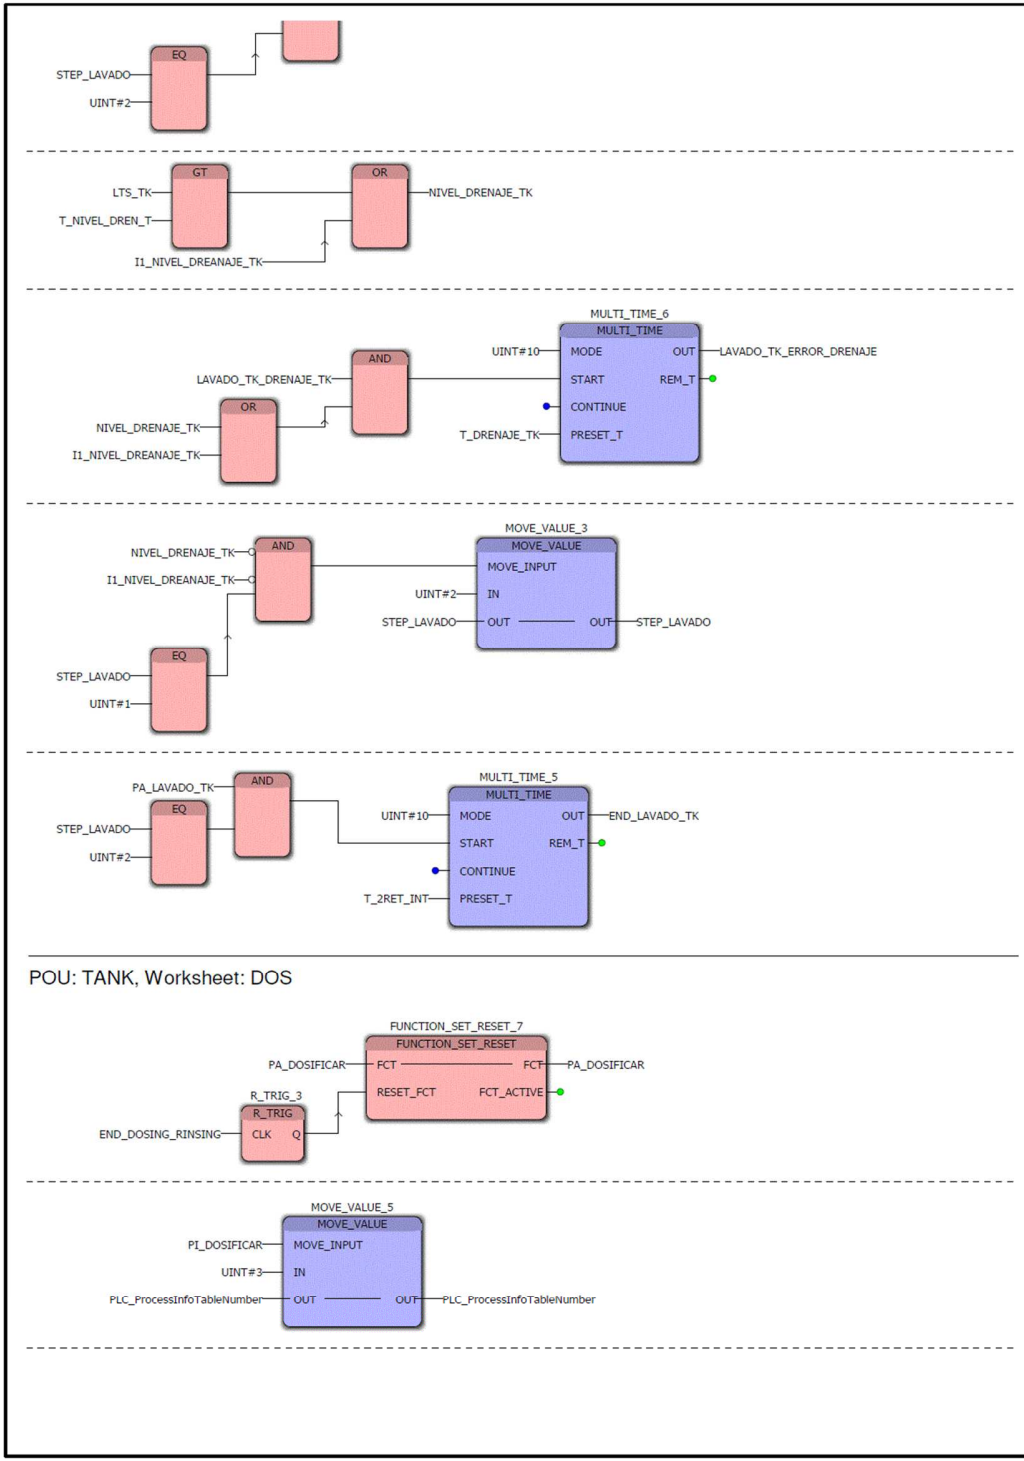 EQ
STEP_LAVADO
UINT#2
GT
OR
LTS_TK
NIVEL_DRENAJE_TK
T_NIVEL_DREN_T
I1_NIVEL_DREANAJE_TK
MULTI_TIME_6
MULTI_TIME
UINT#10
MODE
OUT
LAVADO_TK_ERROR_DRENAJE
AND
LAVADO_TK_DRENAJE_TK
START
REM_T
OR
CONTINUE
NIVEL_DRENAJE_TK
T_DRENAJE_TK
PRESET_T
I1_NIVEL_DREANAJE_TK
MOVE_VALUE_3
AND
MOVE_VALUE
NIVEL_DRENAJE_TK
MOVE_INPUT
I1_NIVEL_DREANAJE_TK
UINT#2
IN
STEP_LAVADO
OUT
OUT
STEP_LAVADO
EQ
STEP_LAVADO
UINT#1
MULTI_TIME_5
AND
PA_LAVADO_TK
MULTI_TIME
EQ
UINT#10
MODE
OUT
END_LAVADO_TK
STEP_LAVADO
START
REM_T
UINT#2
CONTINUE
T_2RET_INT
PRESET_T
POU: TANK, Worksheet: DOS
FUNCTION_SET_RESET_7
FUNCTION_SET_RESET
PA_DOSIFICAR
FCT
FCT
PA_DOSIFICAR
R_TRIG_3
RESET_FCT
FCT_ACTIVE
R_TRIG
END_DOSING_RINSING
CLK
Q
MOVE_VALUE_5
MOVE_VALUE
PI_DOSIFICAR
MOVE_INPUT
UINT#3
IN
PLC_ProcessInfoTableNumber
OUT
OUT
PLC_ProcessInfoTableNumber